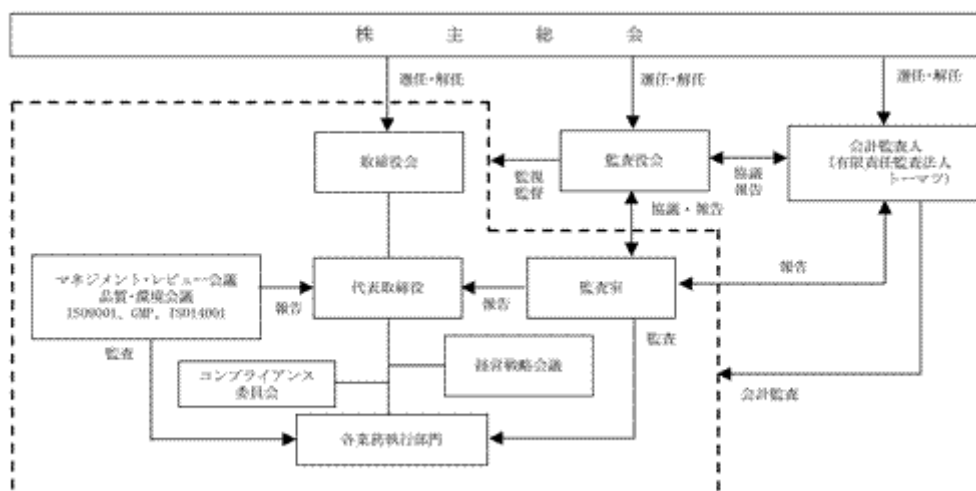 株主総会
選任・解任
選任・解任
選任・解任
取締役会
監査役会
会計監査人
(有限責任監査法人
トーマツ)
監視
監督
協議
報告
協議・報告
マネジメント・レビュー会議
品質・環境会議
ISO9001、GMP、ISO14001
報告
代表取締役
報告
監査室
報告
監査
監査
コンプライアンス
委員会
経営戦略会議
会計監査
各業務執行部門